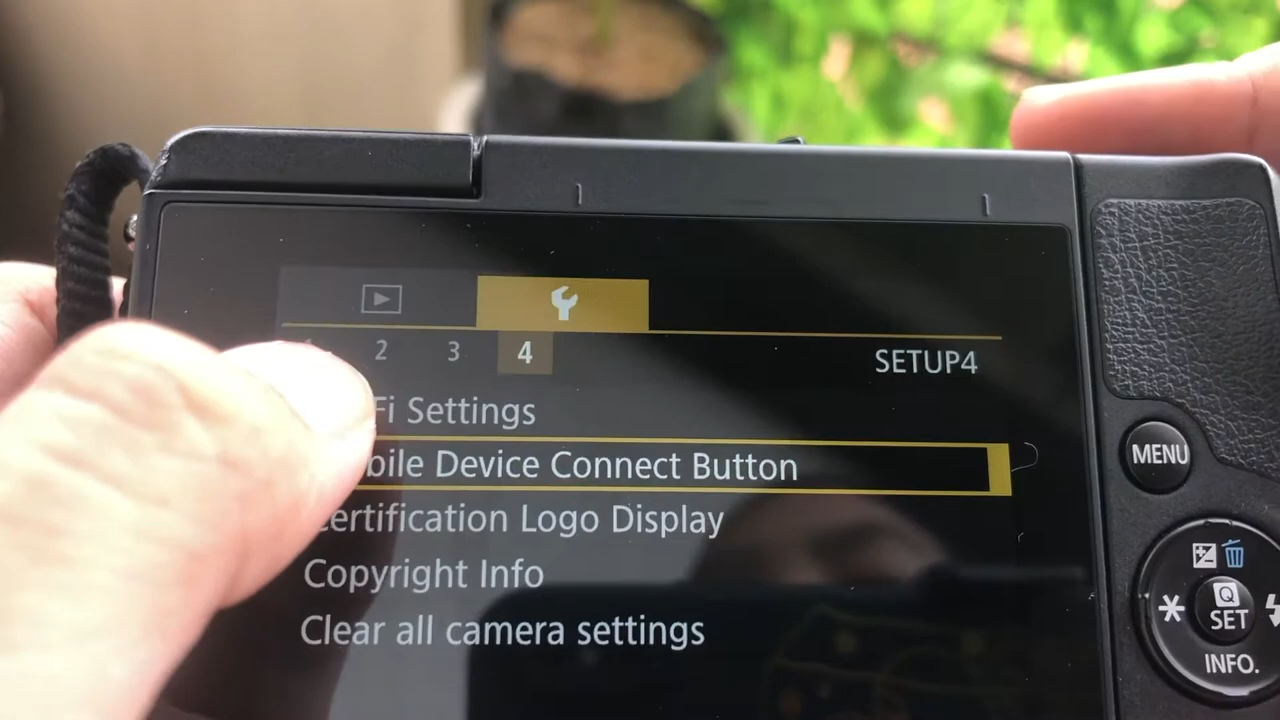 2 3 4
SETUP4
Fi Settings
bile Device Connect Button
ertification Logo Display
Copyright Info
Clear all camera settings
MENU
Q
SET
INFO.